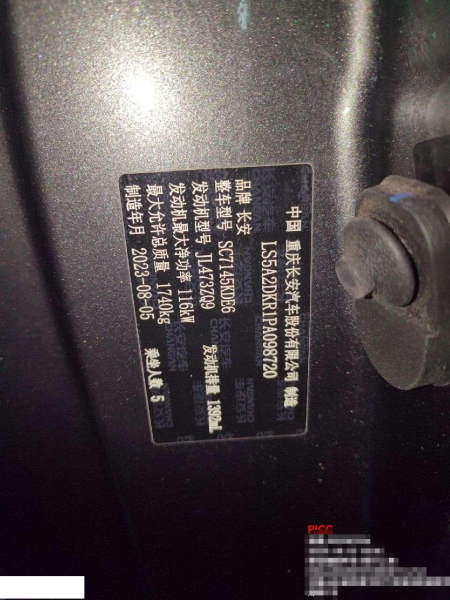 中国 重庆长安汽车股份有限公司 制造
LS5A2DKR1PA098720
品牌 长安
整车型号 SC7145KDB6
发动机型号 JL473ZQ9 发动机排量 1392mL
发动机最大净功率 116kW
最大允许总质量 1740kg
制造年月 2023-08-05 乘坐人数 5
PICC